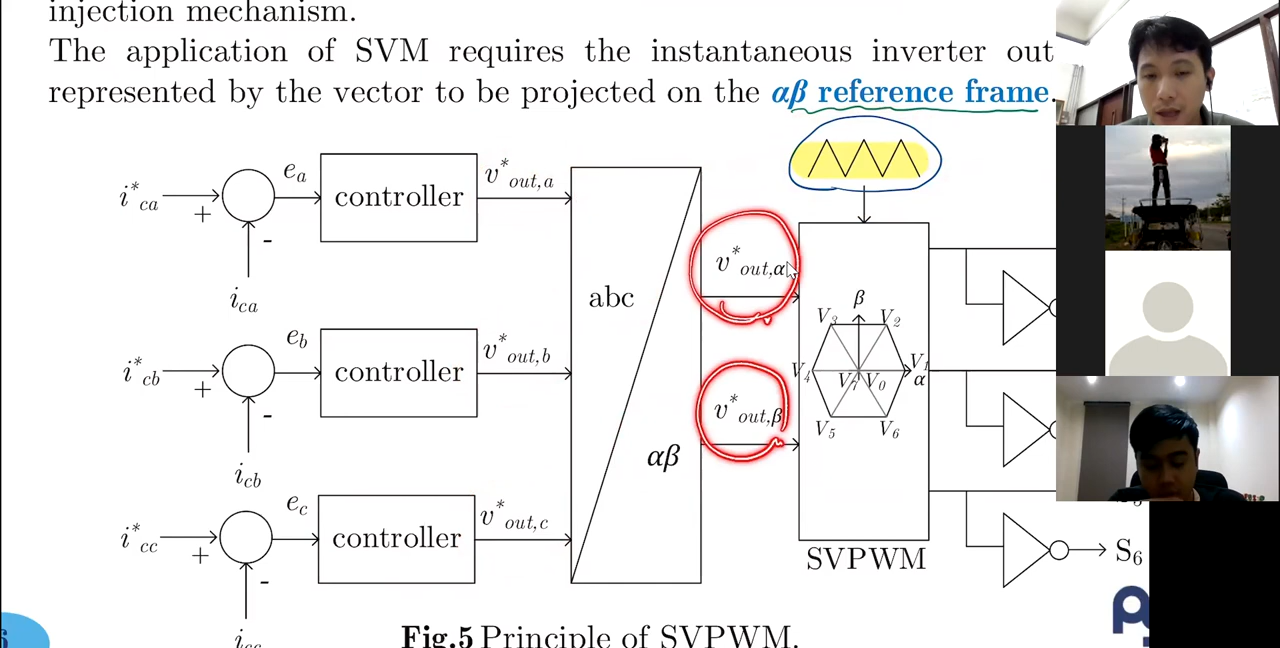 injection mechanism.
The application of SVM requires the instantaneous inverter out
represented by the vector to be projected on the αβ reference frame.
i*ca
+
-
ica
ea
controller
v*out,a
i*cb
+
-
icb
eb
controller
v*out,b
i*cc
+
-
ec
controller
v*out,c
abc
αβ
v*out,α
v*out,β
β
V3
V2
V4
V7
V0
V1
α
V5
V6
SVPWM
S6
Fig.5 Principle of SVPWM.